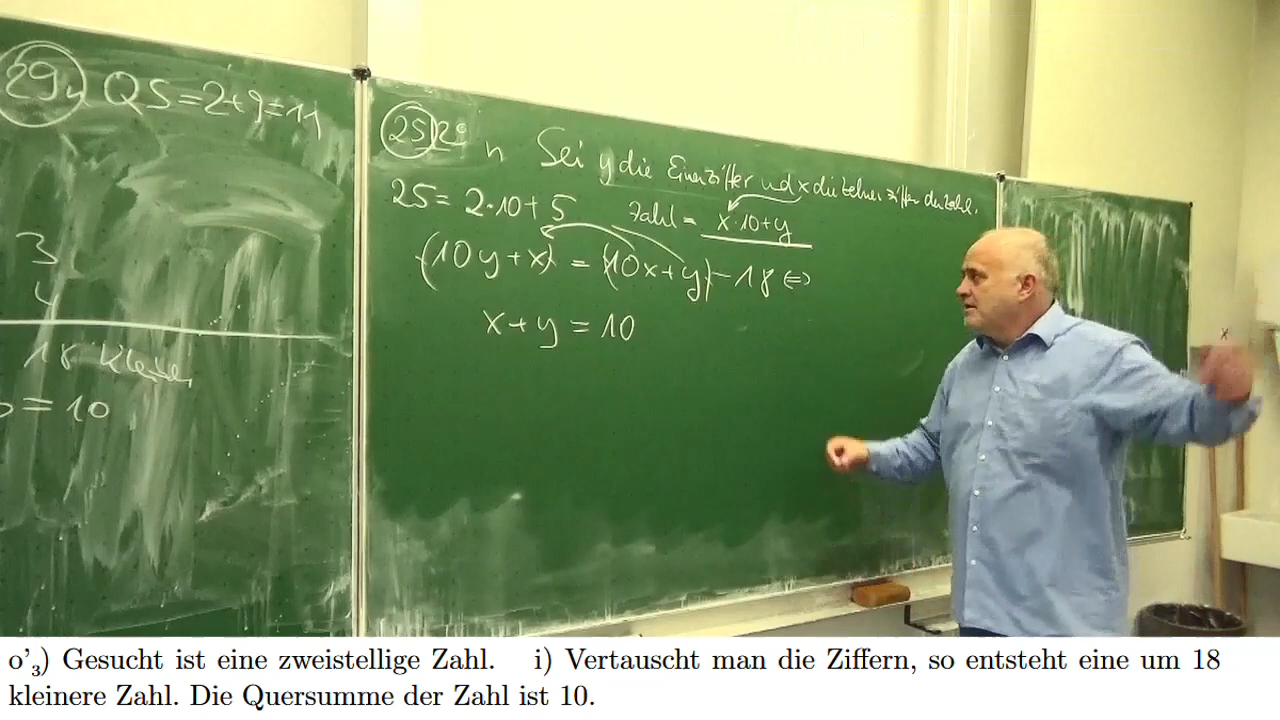 29 QS=2+9=11
3
4
18 kleiner
=10
25
n Sei y die Einerziffer und x die Zehnerziffer der Zahl.
25=2·10+5 Zahl = x·10+y
(10y+x) = (10x+y)-18 ⇔
x+y=10
o’₃) Gesucht ist eine zweistellige Zahl. i) Vertauscht man die Ziffern, so entsteht eine um 18
kleinere Zahl. Die Quersumme der Zahl ist 10.